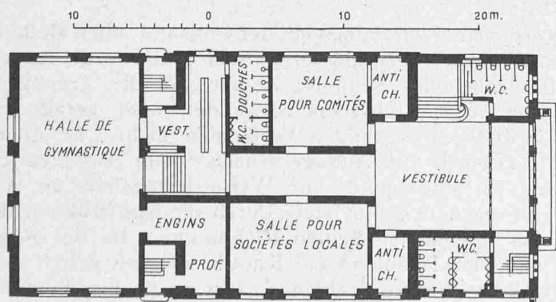 10 0 10 20 m.
HALLE DE
GYMNASTIQUE
VEST.
W.C. DOUCHES
SALLE
POUR COMITÉS
ANTI
CH.
W.C.
VESTIBULE
ENGINS
PROF
SALLE POUR
SOCIÉTÉS LOCALES
ANTI
CH.
W.C.